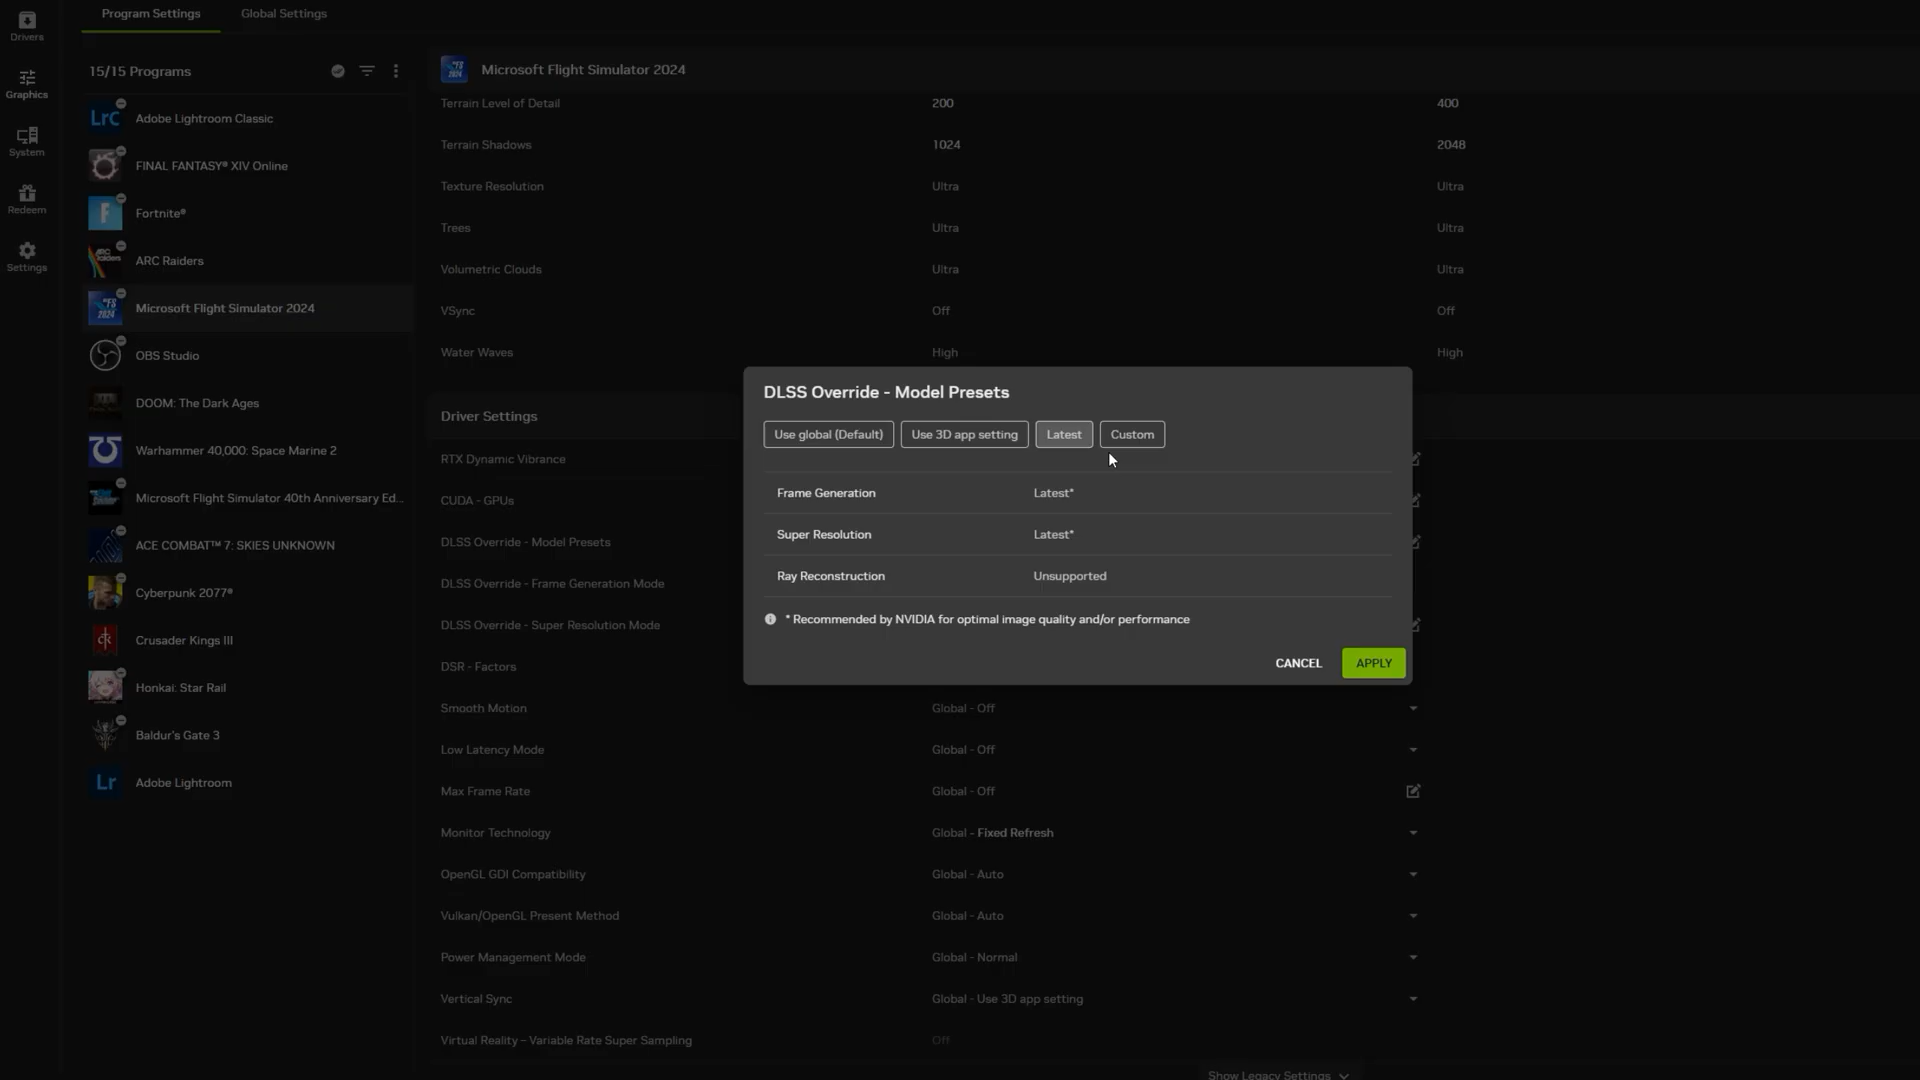 Program Settings
Global Settings
Drivers
Graphics
System
Redeem
Settings
15/15 Programs
LrC Adobe Lightroom Classic
FINAL FANTASY® XIV Online
F Fortnite®
ARC Raiders
FS 2024 Microsoft Flight Simulator 2024
OBS Studio
DOOM: The Dark Ages
Warhammer 40,000: Space Marine 2
Microsoft Flight Simulator 40th Anniversary Ed...
ACE COMBAT™ 7: SKIES UNKNOWN
Cyberpunk 2077®
Crusader Kings III
Honkai: Star Rail
Baldur's Gate 3
Lr Adobe Lightroom
FS 2024 Microsoft Flight Simulator 2024
Terrain Level of Detail 200 400
Terrain Shadows 1024 2048
Texture Resolution Ultra Ultra
Trees Ultra Ultra
Volumetric Clouds Ultra Ultra
VSync Off Off
Water Waves High High
Driver Settings
RTX Dynamic Vibrance
CUDA - GPUs
DLSS Override - Model Presets
DLSS Override - Frame Generation Mode
DLSS Override - Super Resolution Mode
DSR - Factors
Smooth Motion Global - Off
Low Latency Mode Global - Off
Max Frame Rate Global - Off
Monitor Technology Global - Fixed Refresh
OpenGL GDI Compatibility Global - Auto
Vulkan/OpenGL Present Method Global - Auto
Power Management Mode Global - Normal
Vertical Sync Global - Use 3D app setting
Virtual Reality – Variable Rate Super Sampling Off
Show Legacy Settings
DLSS Override - Model Presets
Use global (Default) Use 3D app setting Latest Custom
Frame Generation Latest*
Super Resolution Latest*
Ray Reconstruction Unsupported
* Recommended by NVIDIA for optimal image quality and/or performance
CANCEL APPLY